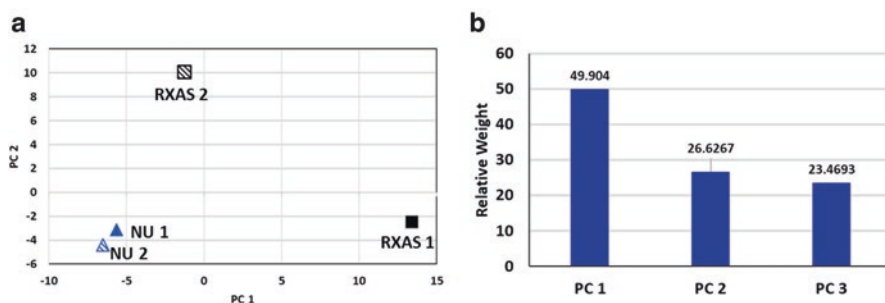 a
12
10
8
6
4
2
0
-2
-4
-6
PC 2
RXAS 2
NU 1
NU 2
RXAS 1
-10 -5 0 5 10 15
PC 1
b
60
50
40
30
20
10
0
Relative Weight
49.904
26.6267
23.4693
PC 1 PC 2 PC 3